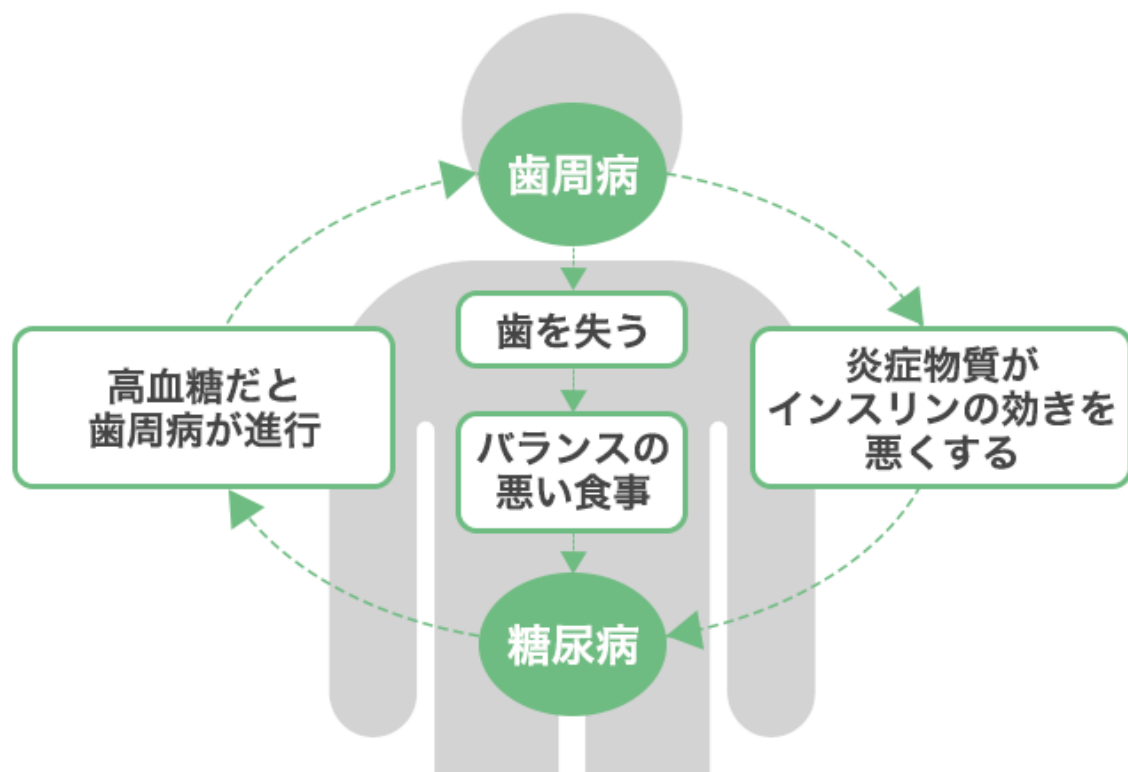 歯周病
歯を失う
高血糖だと
歯周病が進行
炎症物質が
インスリンの効きを
悪くする
バランスの
悪い食事
糖尿病